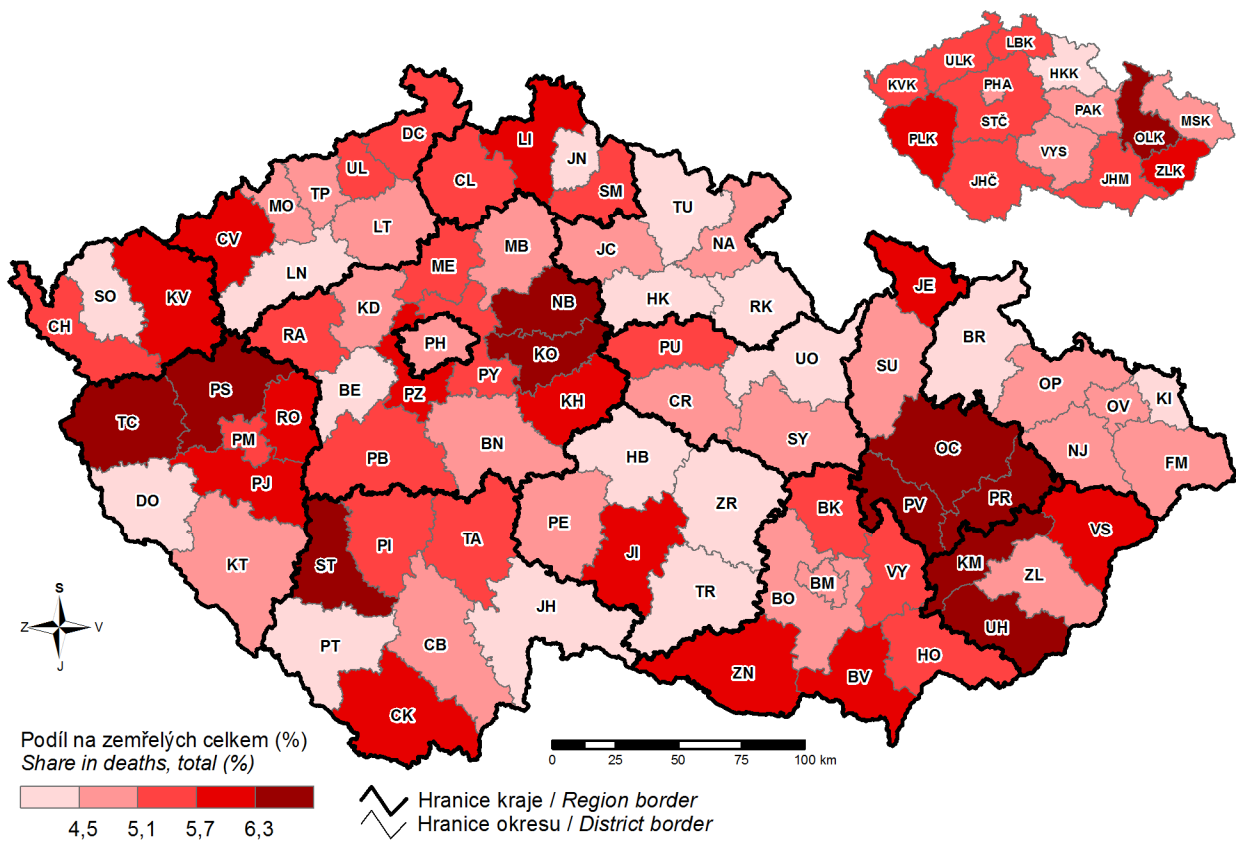 LBK
ULK
HKK
KVK
PHA
PAK
STČ
MSK
PLK
OLK
VYS
ZLK
JHČ
JHM
DC
LI
JN
UL
CL
SM
TP
MO
TU
LT
CV
NA
MB
JC
ME
LN
JE
SO
KV
NB
HK
KD
RK
CH
RA
BR
PH
KO
PU
UO
SU
PY
OP
PS
BE
PZ
KI
KH
CR
OV
RO
TC
PM
SY
BN
OC
NJ
PB
HB
FM
PJ
DO
PR
ZR
BK
PV
PE
VS
TA
PI
JI
KM
ST
KT
VY
ZL
BM
TR
BO
JH
UH
PT
CB
HO
ZN
BV
CK
S
Z
V
J
Podíl na zemřelých celkem (%)
Share in deaths, total (%)
4,5 5,1 5,7 6,3
0 25 50 75 100 km
Hranice kraje / Region border
Hranice okresu / District border